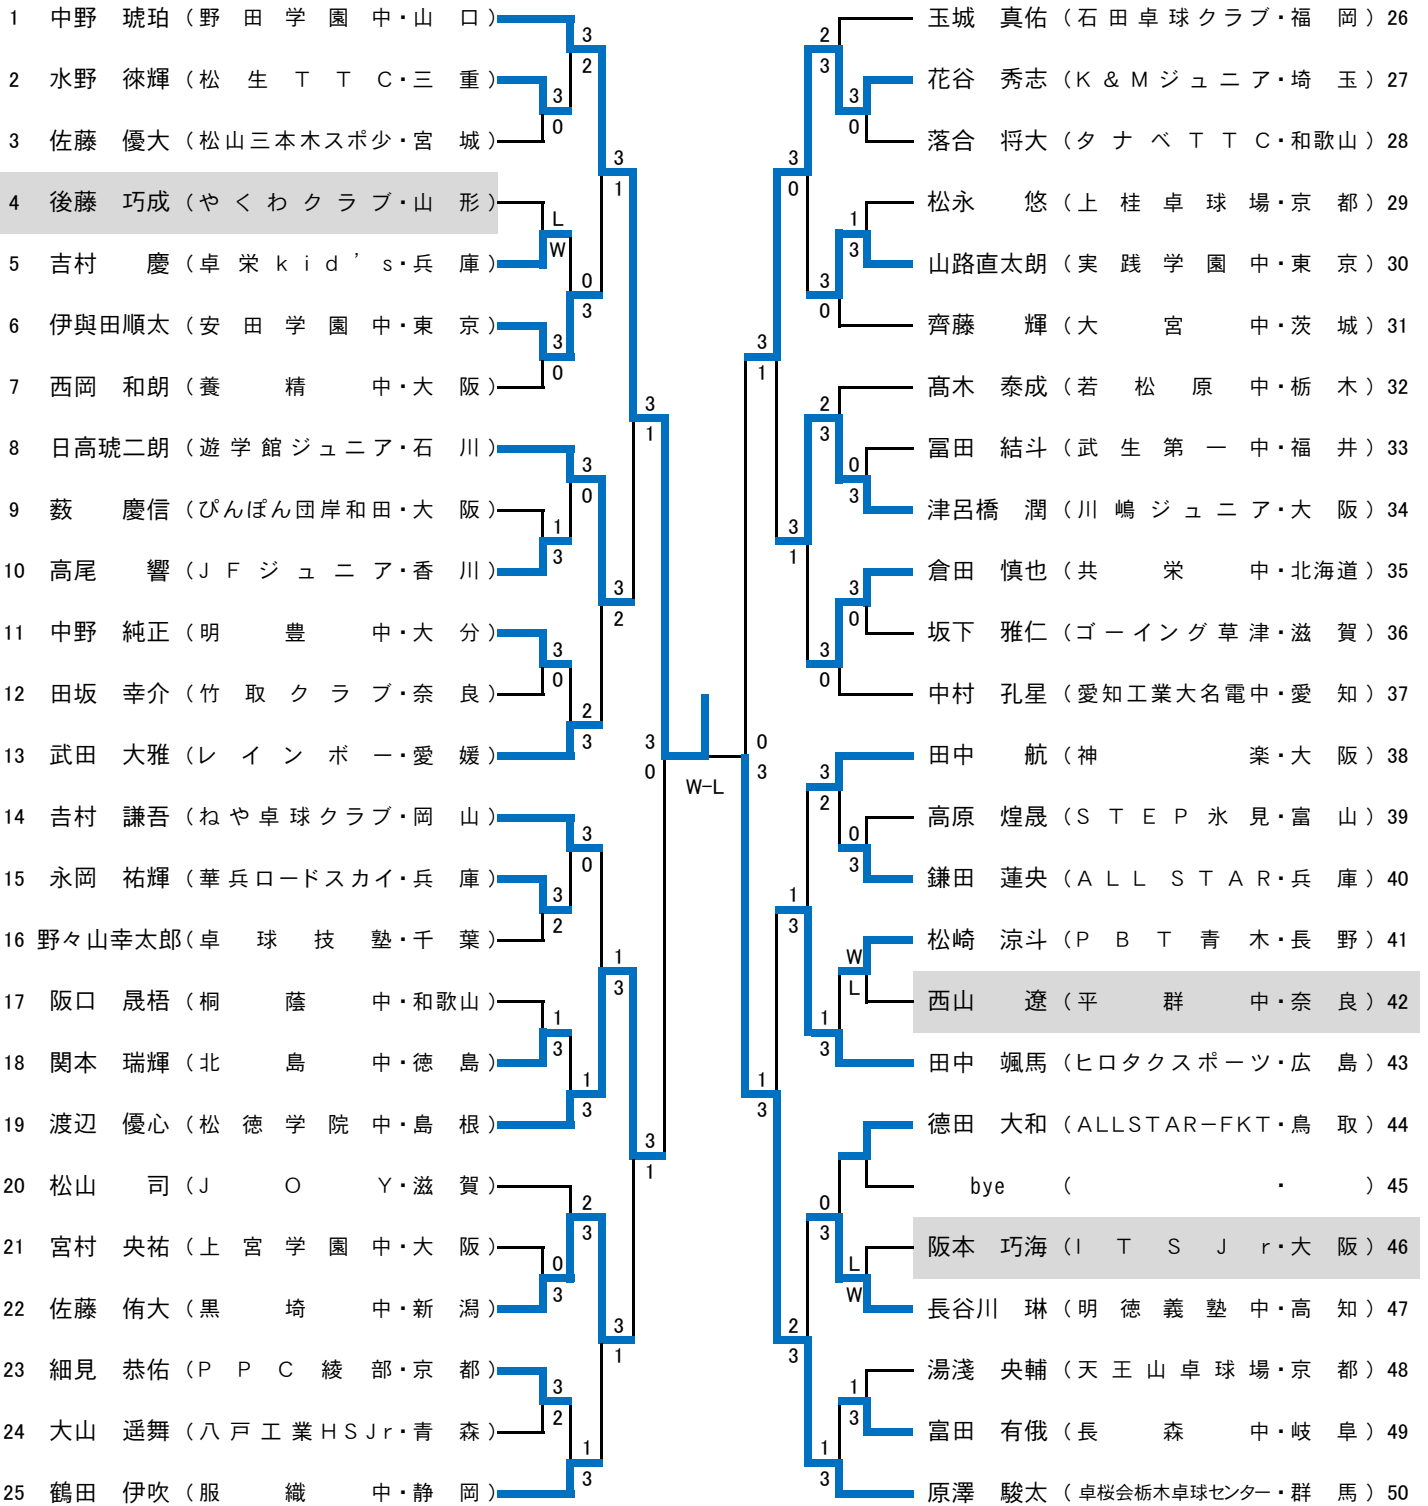 1 中野 琥珀 (野田学園中・山口)
2 水野 徠輝 (松生TTC・三重)
3 佐藤 優大 (松山三本木スポ少・宮城)
4 後藤 巧成 (やくわクラブ・山形)
5 吉村 慶 (卓栄kid's・兵庫)
6 伊與田順太 (安田学園中・東京)
7 西岡 和朗 (養精中・大阪)
8 日高琥二朗 (遊学館ジュニア・石川)
9 薮 慶信 (ぴんぽん団岸和田・大阪)
10 高尾 響 (JFジュニア・香川)
11 中野 純正 (明豊中・大分)
12 田坂 幸介 (竹取クラブ・奈良)
13 武田 大雅 (レインボー・愛媛)
14 吉村 謙吾 (ねや卓球クラブ・岡山)
15 永岡 祐輝 (華兵ロードスカイ・兵庫)
16 野々山幸太郎 (卓球技塾・千葉)
17 阪口 晟梧 (桐蔭中・和歌山)
18 関本 瑞輝 (北島中・徳島)
19 渡辺 優心 (松徳学院中・島根)
20 松山 司 (JOY・滋賀)
21 宮村 央祐 (上宮学園中・大阪)
22 佐藤 侑大 (黒埼中・新潟)
23 細見 恭佑 (PPC綾部・京都)
24 大山 遥舞 (八戸工業HSJr・青森)
25 鶴田 伊吹 (服織中・静岡)
3
2
3
0
3
1
L
W
0
3
3
0
3
1
3
0
1
3
3
2
3
0
2
3
3
0
3
0
3
2
1
3
1
3
1
3
3
1
2
3
0
3
3
1
3
2
1
3
W-L
0
3
2
3
3
0
3
0
1
3
3
0
3
1
2
3
0
3
3
1
3
0
3
0
3
2
0
3
1
3
W
L
1
3
1
3
0
3
L
W
2
3
1
3
1
3
玉城 真佑 (石田卓球クラブ・福岡) 26
花谷 秀志 (K&Mジュニア・埼玉) 27
落合 将大 (タナベTTC・和歌山) 28
松永 悠 (上桂卓球場・京都) 29
山路直太朗 (実践学園中・東京) 30
齊藤 輝 (大宮中・茨城) 31
髙木 泰成 (若松原中・栃木) 32
冨田 結斗 (武生第一中・福井) 33
津呂橋 潤 (川嶋ジュニア・大阪) 34
倉田 慎也 (共栄中・北海道) 35
坂下 雅仁 (ゴーイング草津・滋賀) 36
中村 孔星 (愛知工業大名電中・愛知) 37
田中 航 (神楽・大阪) 38
高原 煌晟 (STEP氷見・富山) 39
鎌田 蓮央 (ALL STAR・兵庫) 40
松崎 涼斗 (PBT青木・長野) 41
西山 遼 (平群中・奈良) 42
田中 颯馬 (ヒロタクスポーツ・広島) 43
德田 大和 (ALLSTAR-FKT・鳥取) 44
bye ( ・ ) 45
阪本 巧海 (ITSJr・大阪) 46
長谷川 琳 (明徳義塾中・高知) 47
湯淺 央輔 (天王山卓球場・京都) 48
富田 有俄 (長森中・岐阜) 49
原澤 駿太 (卓桜会栃木卓球センター・群馬) 50